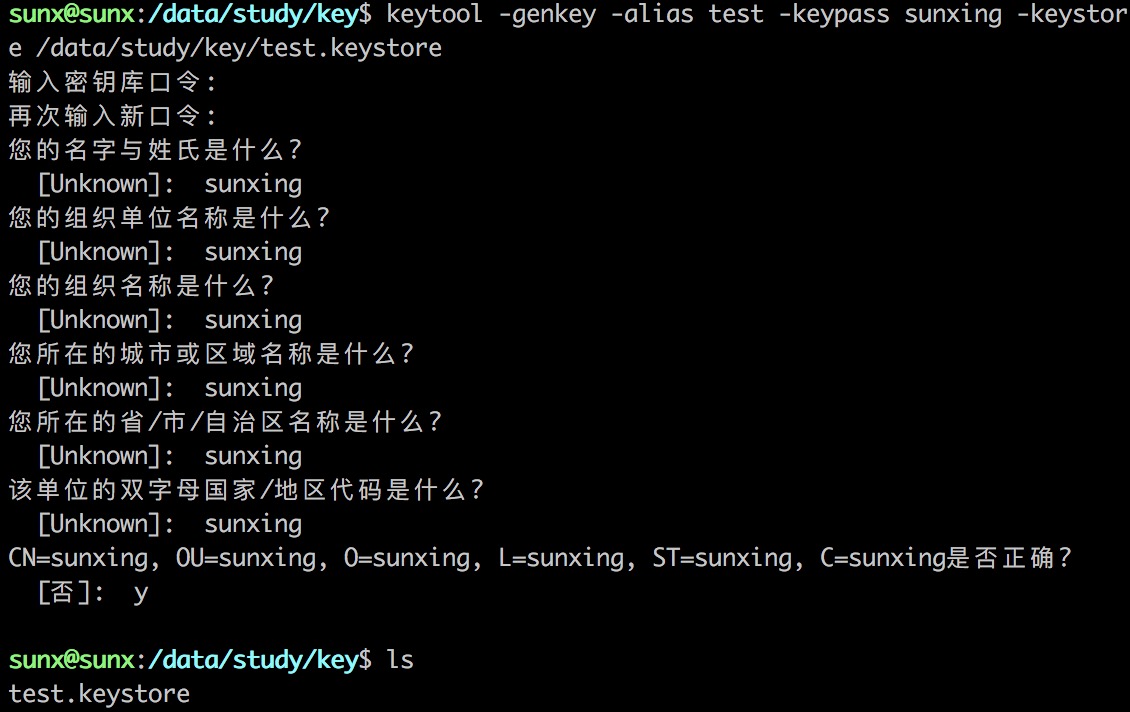 sunx@sunx:/data/study/key$ keytool -genkey -alias test -keypass sunxing -keystor
e /data/study/key/test.keystore
输入密钥库口令:
再次输入新口令:
您的名字与姓氏是什么?
  [Unknown]:  sunxing
您的组织单位名称是什么?
  [Unknown]:  sunxing
您的组织名称是什么?
  [Unknown]:  sunxing
您所在的城市或区域名称是什么?
  [Unknown]:  sunxing
您所在的省/市/自治区名称是什么?
  [Unknown]:  sunxing
该单位的双字母国家/地区代码是什么?
  [Unknown]:  sunxing
CN=sunxing, OU=sunxing, O=sunxing, L=sunxing, ST=sunxing, C=sunxing是否正确?
  [否]:  y
sunx@sunx:/data/study/key$ ls
test.keystore